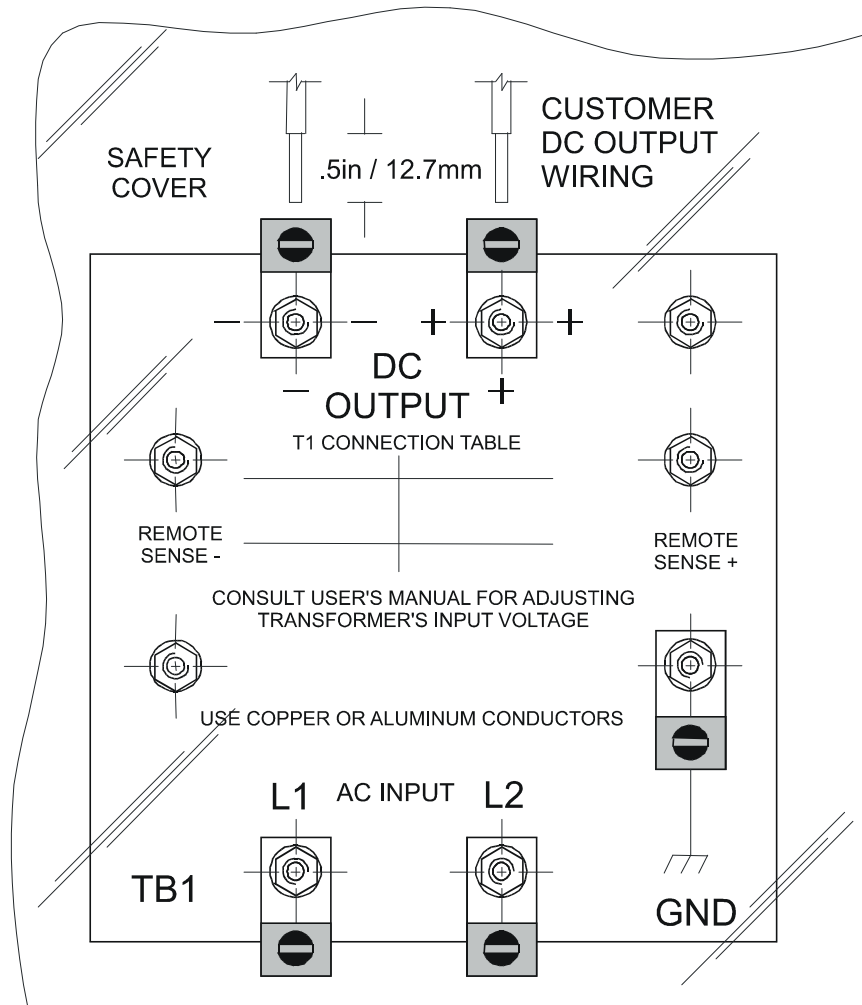 SAFETY
COVER
.5in / 12.7mm
CUSTOMER
DC OUTPUT
WIRING
− − + +
− +
DC
OUTPUT
T1 CONNECTION TABLE
REMOTE
SENSE -
REMOTE
SENSE +
CONSULT USER'S MANUAL FOR ADJUSTING
TRANSFORMER'S INPUT VOLTAGE
USE COPPER OR ALUMINUM CONDUCTORS
L1 AC INPUT L2
TB1
GND